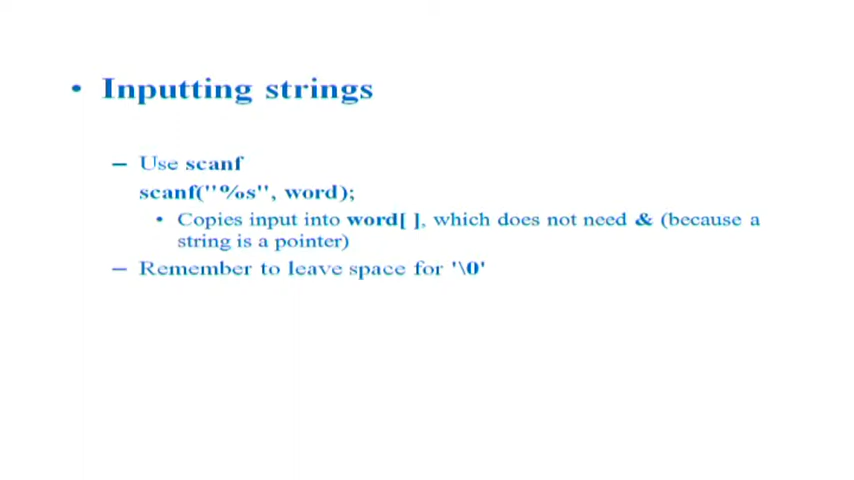 • Inputting strings
– Use scanf
scanf("%s", word);
• Copies input into word[ ], which does not need & (because a
string is a pointer)
– Remember to leave space for '\0'